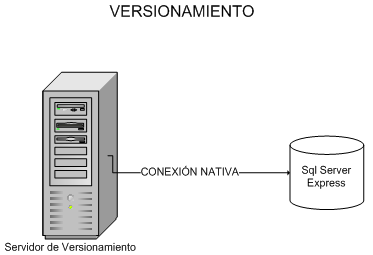 VERSIONAMIENTO
CONEXIÓN NATIVA
Sql Server
Express
Servidor de Versionamiento